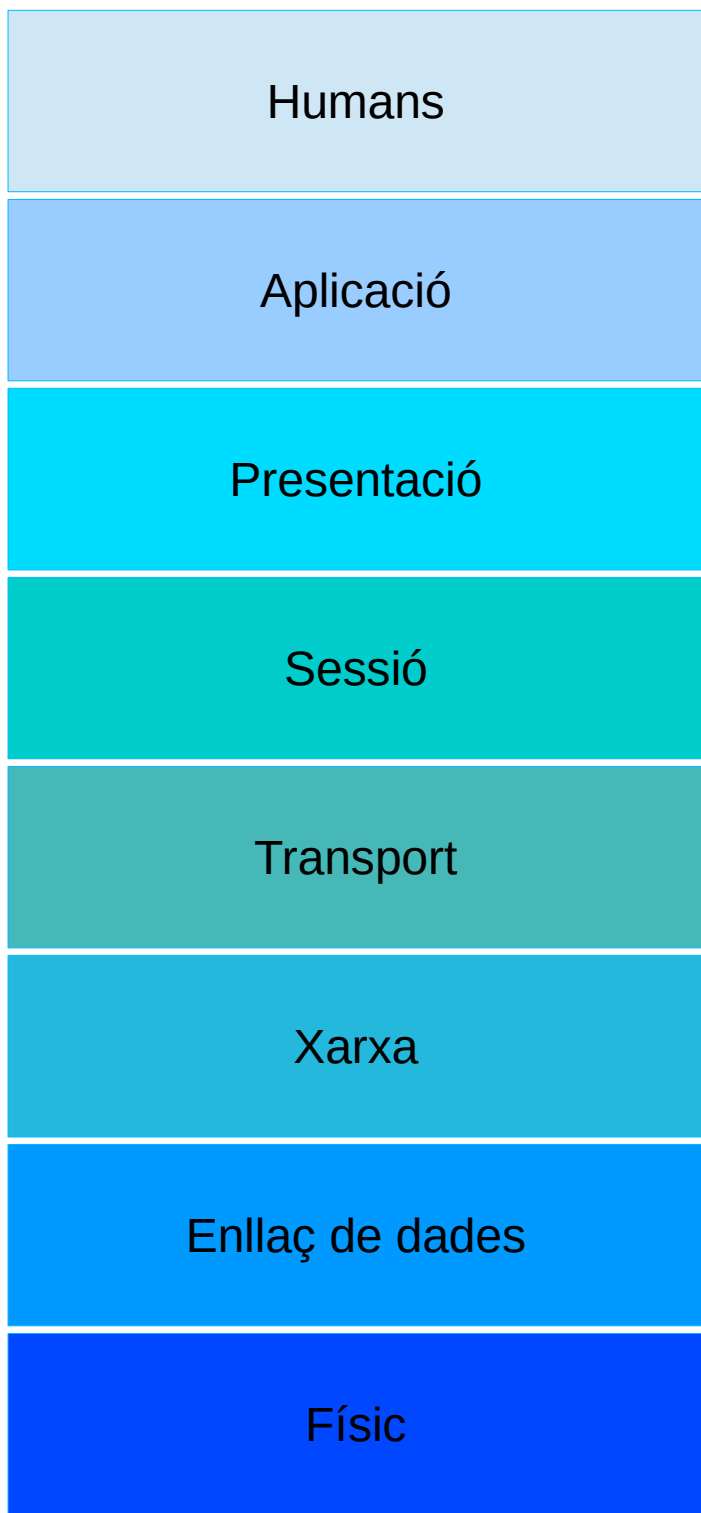 Humans
Aplicació
Presentació
Sessió
Transport
Xarxa
Enllaç de dades
Físic